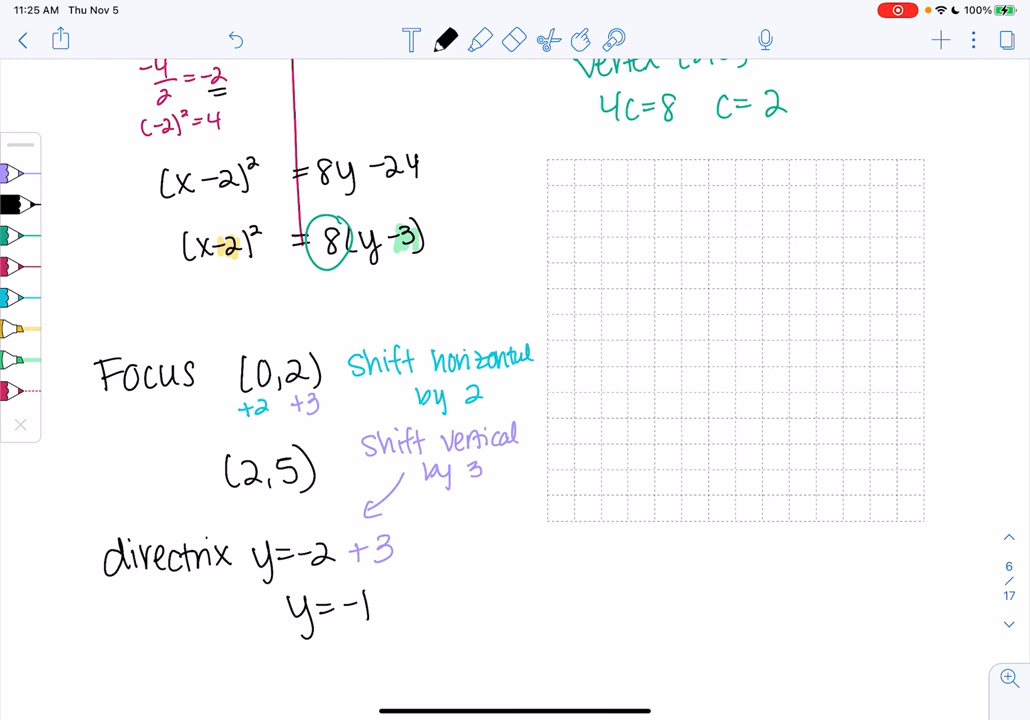 11:25 AM Thu Nov 5
100%
-4/2 = -2
(-2)² = 4
(x-2)² = 8y -24
(x-2)² = 8(y-3)
4c=8 c=2
Focus (0,2) shift horizontal
+2 +3 by 2
(2,5) shift vertical
by 3
directrix y=-2 +3
y=-1
6
/
17